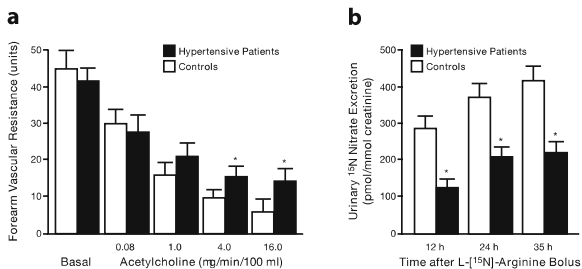 a
Forearm Vascular Resistance (units)
50
40
30
20
10
0
Hypertensive Patients
Controls
*
*
0.08
1.0
4.0
16.0
Basal
Acetylcholine (mg/min/100 ml)
b
Urinary ¹⁵N Nitrate Excretion
(pmol/mmol creatinine)
500
400
300
200
100
0
Hypertensive Patients
Controls
*
*
*
12 h
24 h
35 h
Time after L-[¹⁵N]-Arginine Bolus